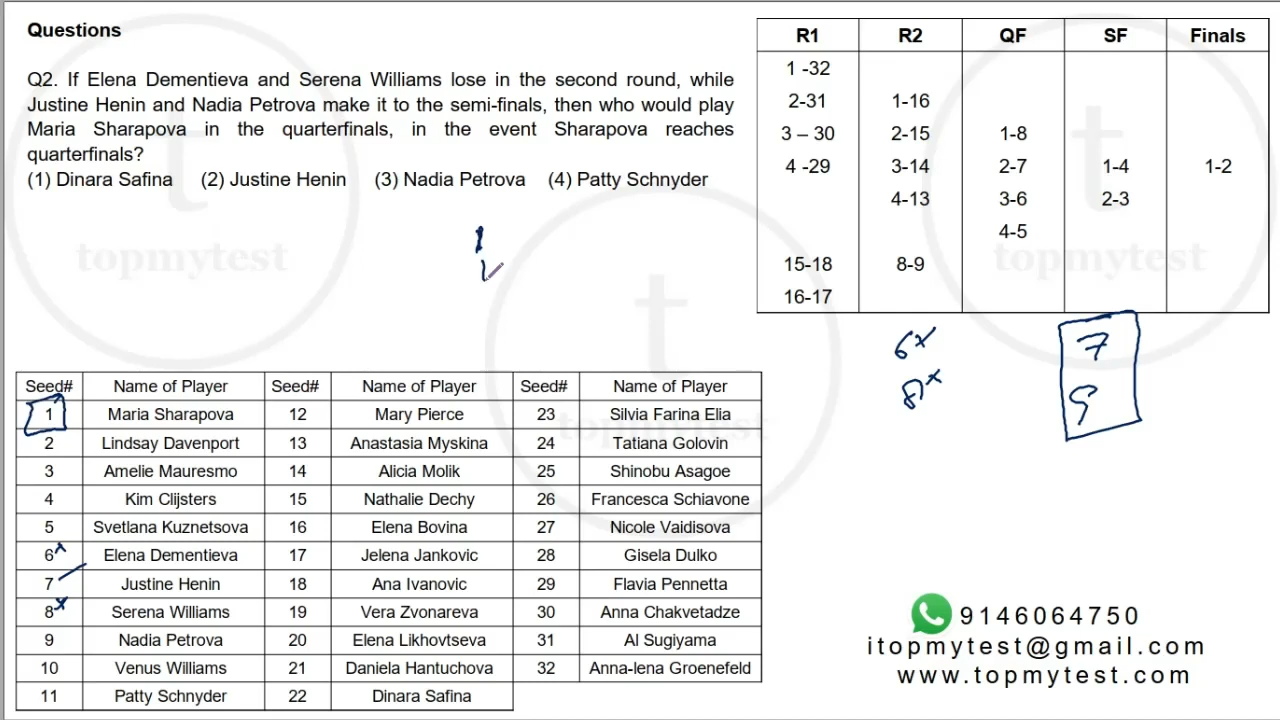 Questions
Q2. If Elena Dementieva and Serena Williams lose in the second round, while
Justine Henin and Nadia Petrova make it to the semi-finals, then who would play
Maria Sharapova in the quarterfinals, in the event Sharapova reaches
quarterfinals?
(1) Dinara Safina (2) Justine Henin (3) Nadia Petrova (4) Patty Schnyder
R1 R2 QF SF Finals
1 -32
2-31 1-16
3 – 30 2-15 1-8
4 -29 3-14 2-7 1-4 1-2
4-13 3-6 2-3
4-5
15-18 8-9
16-17
6x
8x
7
9
1
topmytest
topmytest
topmytest
t
t
t
Seed# Name of Player Seed# Name of Player Seed# Name of Player
1 Maria Sharapova 12 Mary Pierce 23 Silvia Farina Elia
2 Lindsay Davenport 13 Anastasia Myskina 24 Tatiana Golovin
3 Amelie Mauresmo 14 Alicia Molik 25 Shinobu Asagoe
4 Kim Clijsters 15 Nathalie Dechy 26 Francesca Schiavone
5 Svetlana Kuznetsova 16 Elena Bovina 27 Nicole Vaidisova
6x Elena Dementieva 17 Jelena Jankovic 28 Gisela Dulko
7 Justine Henin 18 Ana Ivanovic 29 Flavia Pennetta
8x Serena Williams 19 Vera Zvonareva 30 Anna Chakvetadze
9 Nadia Petrova 20 Elena Likhovtseva 31 Al Sugiyama
10 Venus Williams 21 Daniela Hantuchova 32 Anna-lena Groenefeld
11 Patty Schnyder 22 Dinara Safina
9146064750
itopmytest@gmail.com
www.topmytest.com